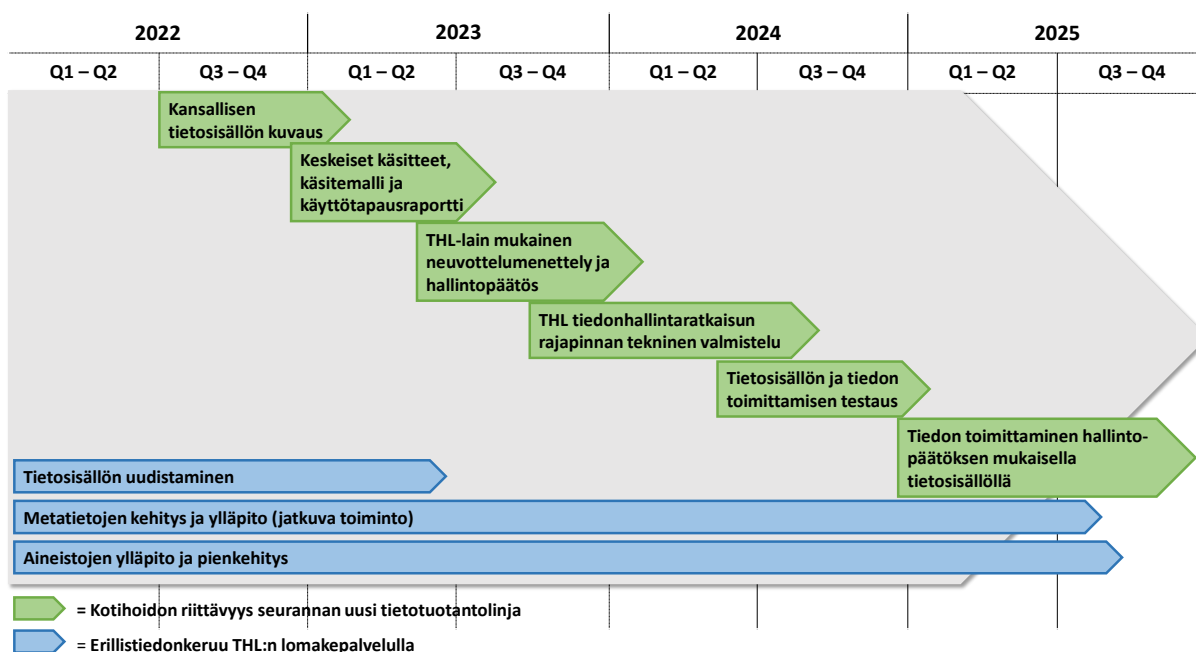 2022
2023
2024
2025
Q1 – Q2
Q3 – Q4
Q1 – Q2
Q3 – Q4
Q1 – Q2
Q3 – Q4
Q1 – Q2
Q3 – Q4
Kansallisen
tietosisällön kuvaus
Keskeiset käsitteet,
käsitemalli ja
käyttötapausraportti
THL-lain mukainen
neuvottelumenettely ja
hallintopäätös
THL tiedonhallintaratkaisun
rajapinnan tekninen valmistelu
Tietosisällön ja tiedon
toimittamisen testaus
Tiedon toimittaminen hallinto-
päätöksen mukaisella
tietosisällöllä
Tietosisällön uudistaminen
Metatietojen kehitys ja ylläpito (jatkuva toiminto)
Aineistojen ylläpito ja pienkehitys
= Kotihoidon riittävyys seurannan uusi tietotuotantolinja
= Erillistiedonkeruu THL:n lomakepalvelulla